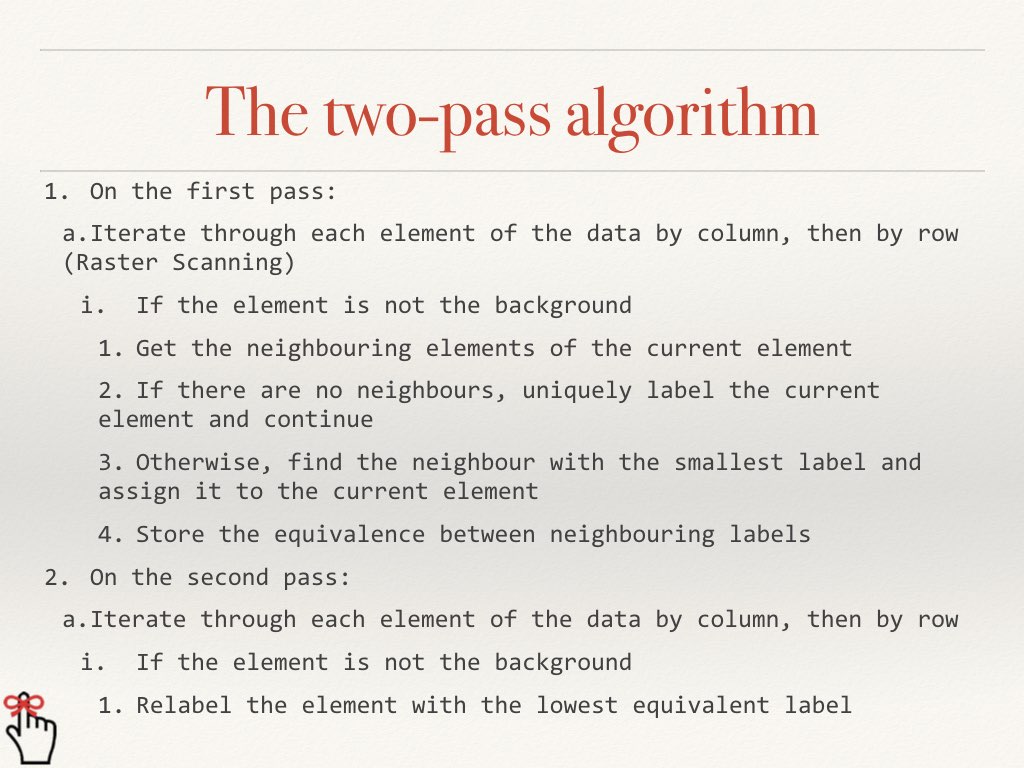 The two-pass algorithm
1. On the first pass:
a.Iterate through each element of the data by column, then by row
(Raster Scanning)
i. If the element is not the background
1. Get the neighbouring elements of the current element
2. If there are no neighbours, uniquely label the current
element and continue
3. Otherwise, find the neighbour with the smallest label and
assign it to the current element
4. Store the equivalence between neighbouring labels
2. On the second pass:
a.Iterate through each element of the data by column, then by row
i. If the element is not the background
1. Relabel the element with the lowest equivalent label